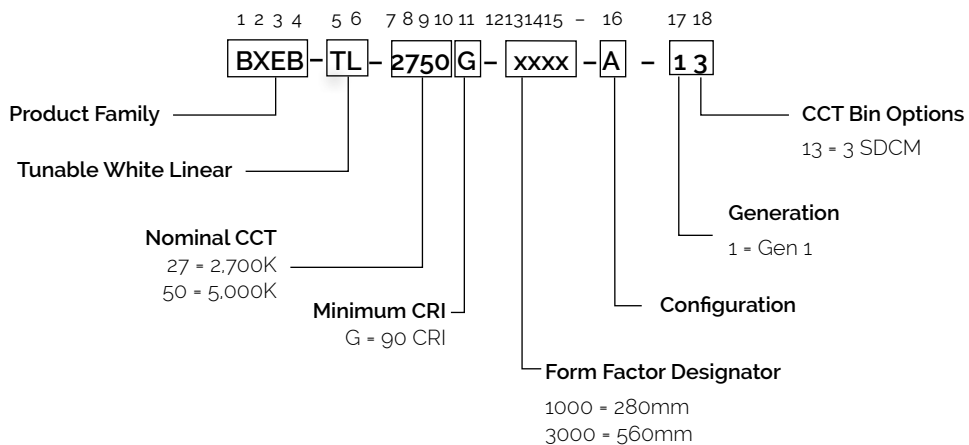 1 2 3 4 5 6 7 8 9 10 11 12131415 – 16 17 18
BXEB – TL – 2750 G – xxxx – A – 1 3
Product Family
CCT Bin Options
13 = 3 SDCM
Tunable White Linear
Generation
1 = Gen 1
Nominal CCT
27 = 2,700K
50 = 5,000K
Minimum CRI
G = 90 CRI
Configuration
Form Factor Designator
1000 = 280mm
3000 = 560mm